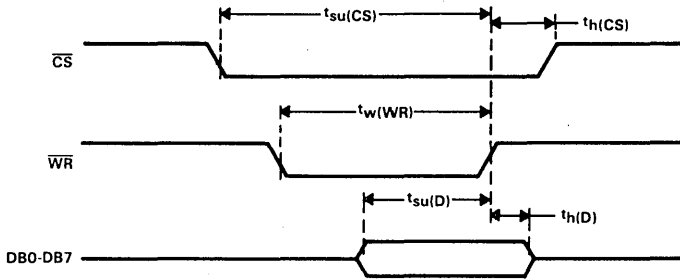 tsu(CS)
th(CS)
CS
tw(WR)
WR
tsu(D)
th(D)
DB0-DB7